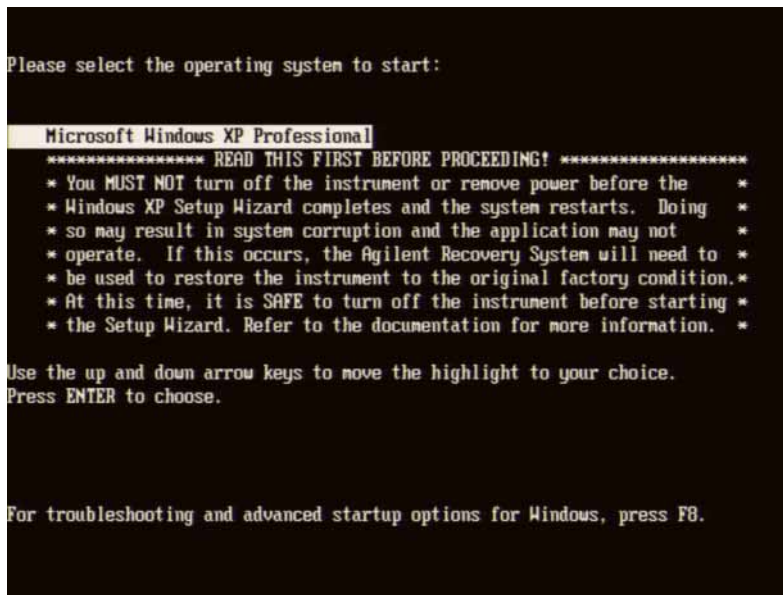 Please select the operating system to start:
Microsoft Windows XP Professional
**************** READ THIS FIRST BEFORE PROCEEDING! *******************
* You MUST NOT turn off the instrument or remove power before the *
* Windows XP Setup Wizard completes and the system restarts. Doing *
* so may result in system corruption and the application may not *
* operate. If this occurs, the Agilent Recovery System will need to *
* be used to restore the instrument to the original factory condition.*
* At this time, it is SAFE to turn off the instrument before starting *
* the Setup Wizard. Refer to the documentation for more information. *
Use the up and down arrow keys to move the highlight to your choice.
Press ENTER to choose.
For troubleshooting and advanced startup options for Windows, press F8.